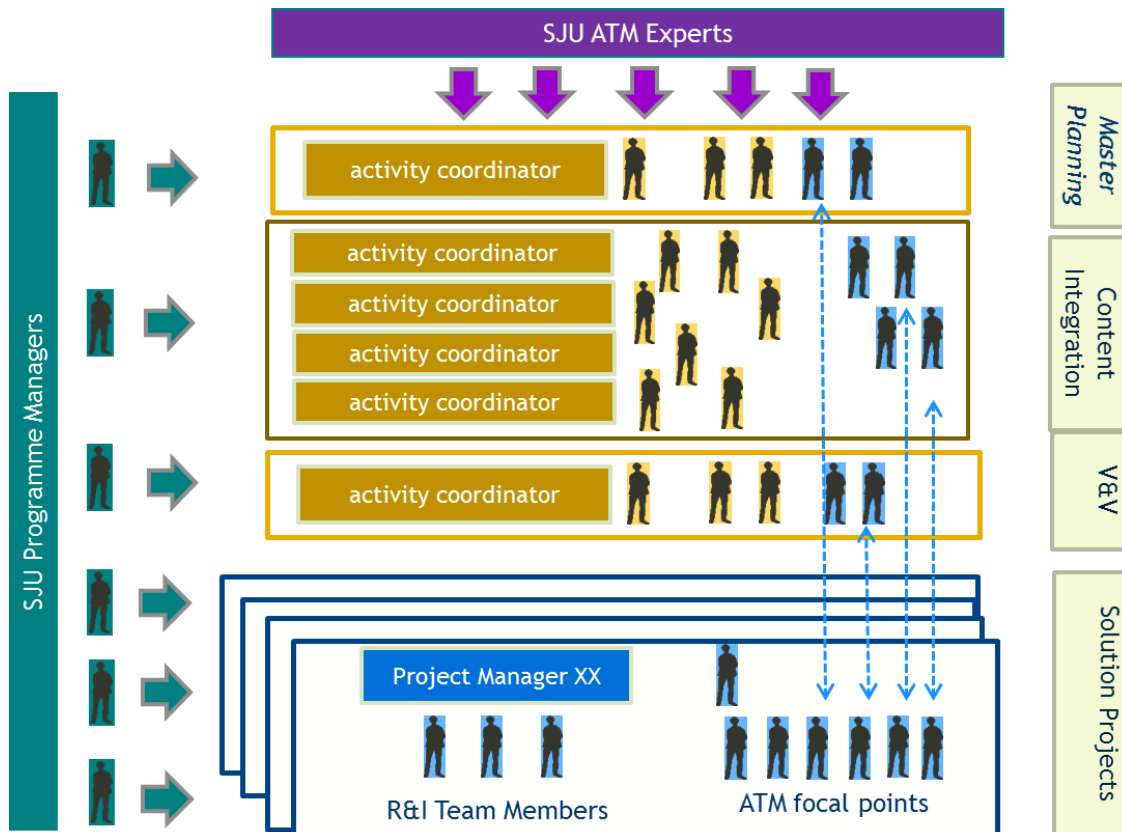 SJU ATM Experts
SJU Programme Managers
activity coordinator
Master
Planning
activity coordinator
activity coordinator
activity coordinator
activity coordinator
Content
Integration
activity coordinator
V&V
Project Manager XX
R&I Team Members
ATM focal points
Solution Projects